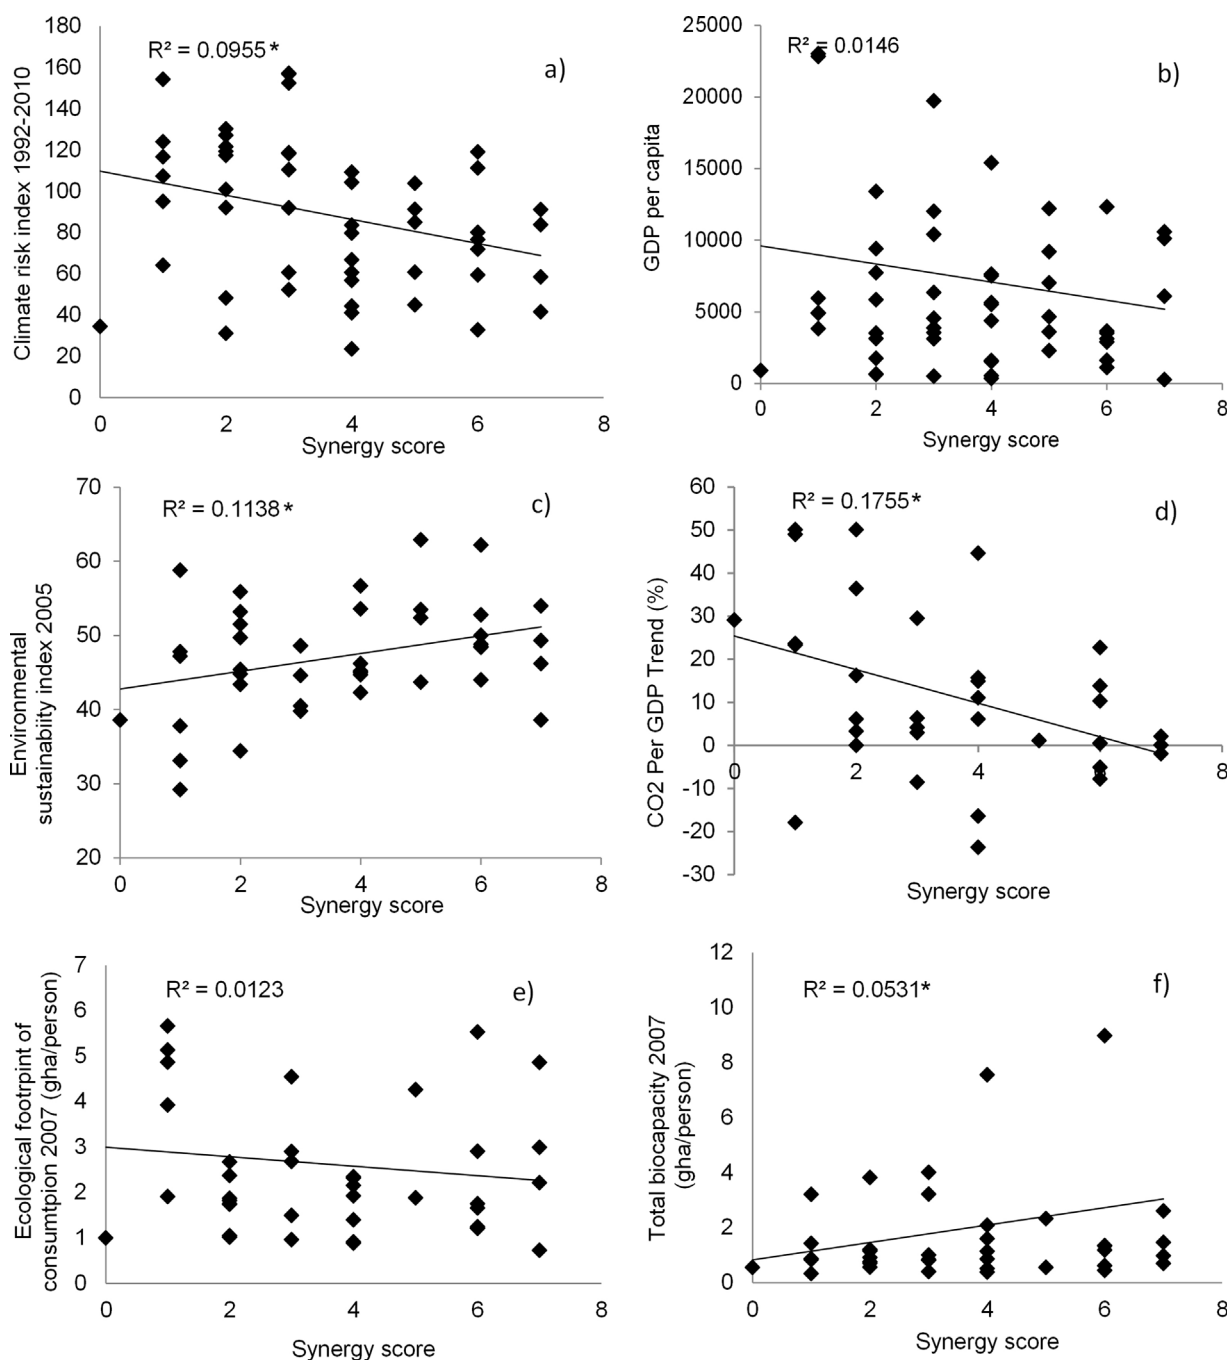 180
160
140
120
100
80
60
40
20
0
0 2 4 6 8
Climate risk index 1992-2010
R² = 0.0955*
a)
Synergy score
25000
20000
15000
10000
5000
0
0 2 4 6 8
GDP per capita
R² = 0.0146
b)
Synergy score
70
60
50
40
30
20
0 2 4 6 8
Environmental
sustainabiity index 2005
R² = 0.1138*
c)
Synergy score
60
50
40
30
20
10
0
-10
-20
-30
0 2 4 6 8
CO2 Per GDP Trend (%)
R² = 0.1755*
d)
Synergy score
7
6
5
4
3
2
1
0
0 2 4 6 8
Ecological footrpint of
consumtpion 2007 (gha/person)
R² = 0.0123
e)
Synergy score
12
10
8
6
4
2
0
0 2 4 6 8
Total biocapacity 2007
(gha/person)
R² = 0.0531*
f)
Synergy score